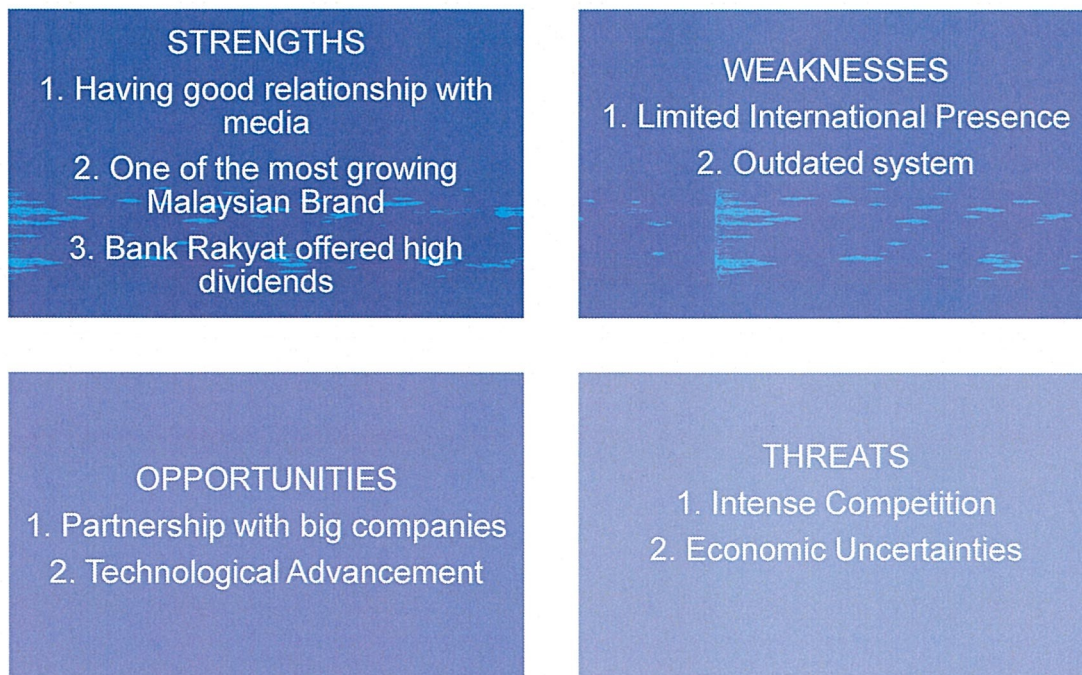 STRENGTHS
1. Having good relationship with
media
2. One of the most growing
Malaysian Brand
3. Bank Rakyat offered high
dividends
WEAKNESSES
1. Limited International Presence
2. Outdated system
OPPORTUNITIES
1. Partnership with big companies
2. Technological Advancement
THREATS
1. Intense Competition
2. Economic Uncertainties